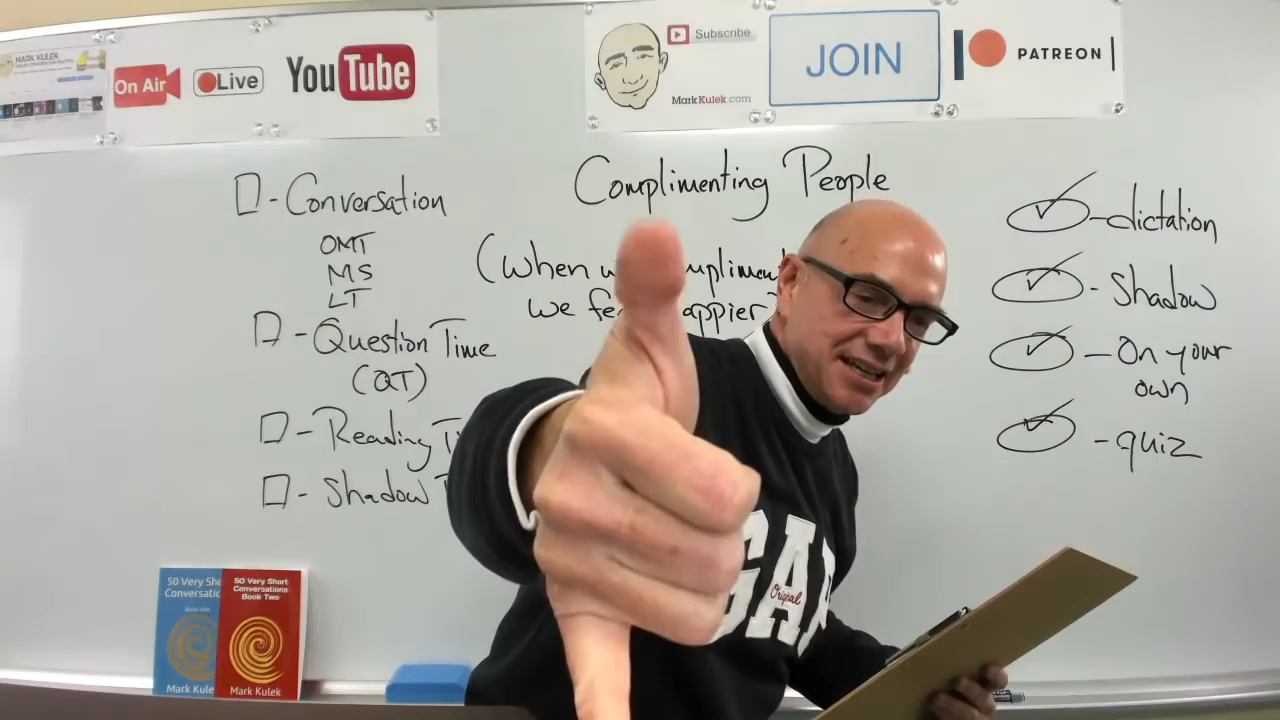 MARK KULEK
On Air
Live
YouTube
Subscribe
MarkKulek.com
JOIN
PATREON
Conversation
OMT
MS
LT
Question Time
(QT)
Reading
Shadow
Complimenting People
(when
we
dictation
Shadow
On your
own
quiz
GAP
Original
50 Very Short
Conversations
Book One
Mark Kulek
50 Very Short
Conversations
Book Two
Mark Kulek